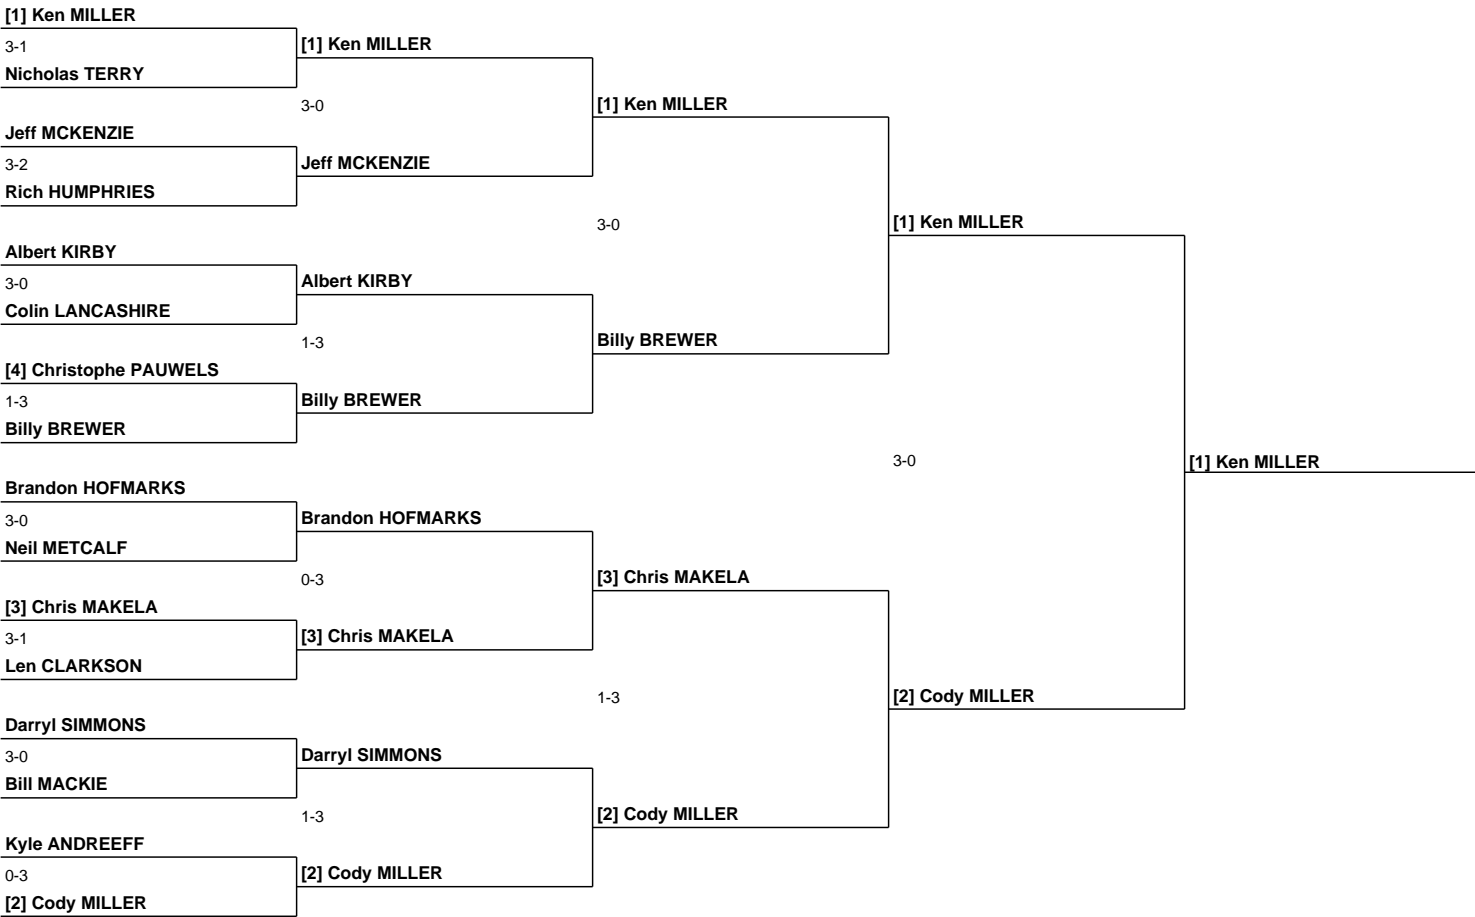 [1] Ken MILLER
3-1
Nicholas TERRY
Jeff MCKENZIE
3-2
Rich HUMPHRIES
Albert KIRBY
3-0
Colin LANCASHIRE
[4] Christophe PAUWELS
1-3
Billy BREWER
Brandon HOFMARKS
3-0
Neil METCALF
[3] Chris MAKELA
3-1
Len CLARKSON
Darryl SIMMONS
3-0
Bill MACKIE
Kyle ANDREEFF
0-3
[2] Cody MILLER
[1] Ken MILLER
3-0
Jeff MCKENZIE
Albert KIRBY
1-3
Billy BREWER
Brandon HOFMARKS
0-3
[3] Chris MAKELA
Darryl SIMMONS
1-3
[2] Cody MILLER
[1] Ken MILLER
3-0
Billy BREWER
[3] Chris MAKELA
1-3
[2] Cody MILLER
[1] Ken MILLER
3-0
[2] Cody MILLER
[1] Ken MILLER